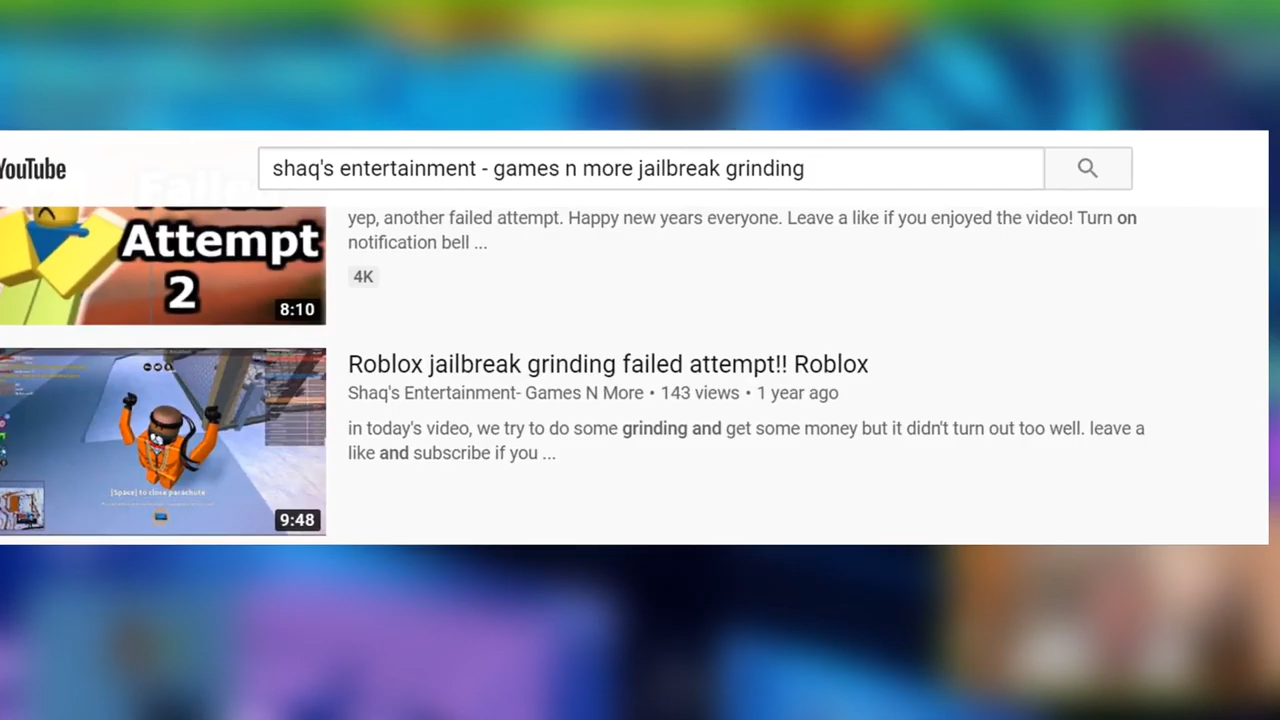 YouTube
shaq's entertainment - games n more jailbreak grinding
Failed
Attempt
2
8:10
yep, another failed attempt. Happy new years everyone. Leave a like if you enjoyed the video! Turn on
notification bell ...
4K
Roblox jailbreak grinding failed attempt!! Roblox
Shaq's Entertainment- Games N More • 143 views • 1 year ago
in today's video, we try to do some grinding and get some money but it didn't turn out too well. leave a
like and subscribe if you ...
[Space] to close parachute
9:48